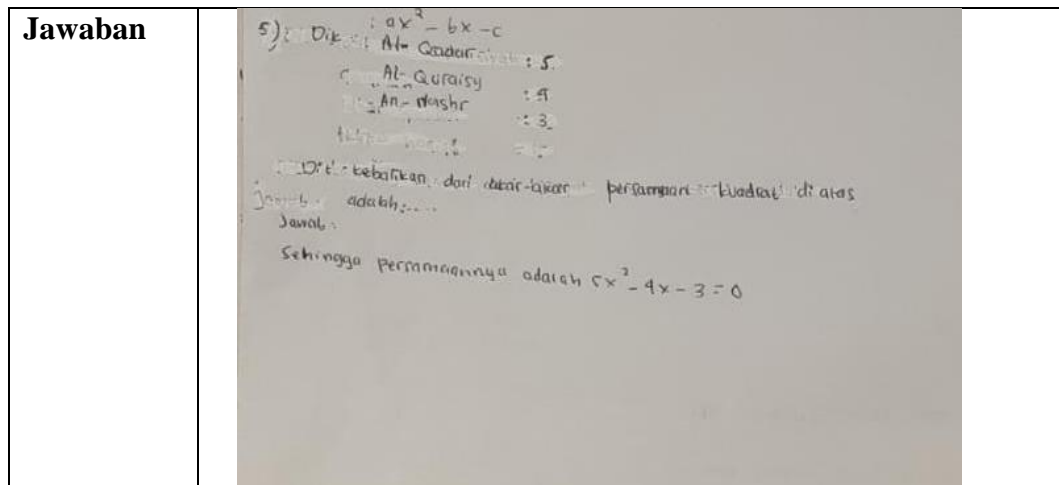 Jawaban
5). Dik : ax² - bx - c
Al-Qadar : 5.
Al-Quraisy : 4
An-Nashr : 3
Dit : kebalikan dari akar-akar persamaan kuadrat di atas
adalah :....
Jawab :
Sehingga persamaannya adalah 5x² - 4x - 3 = 0